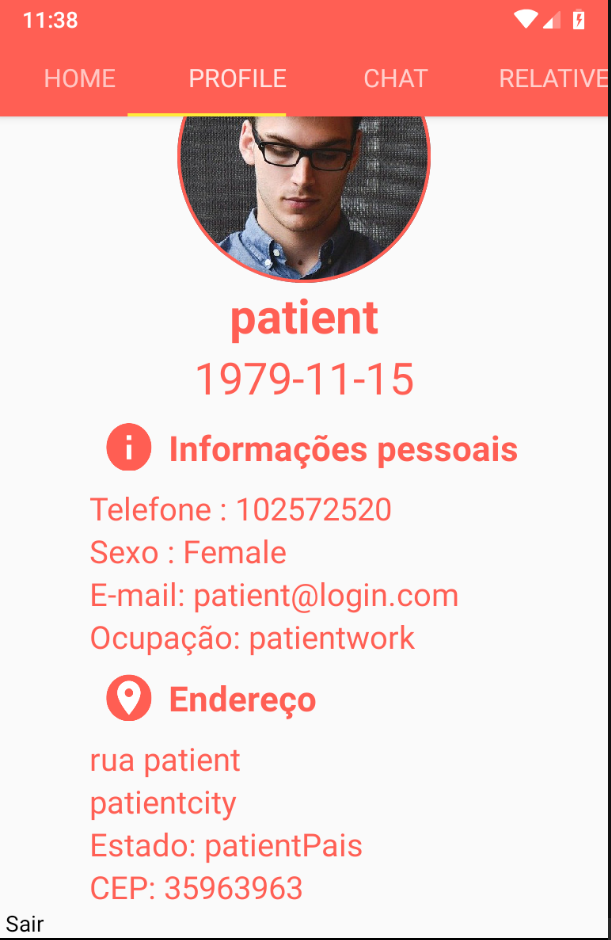 11:38
HOME PROFILE CHAT RELATIVE
patient
1979-11-15
Informações pessoais
Telefone : 102572520
Sexo : Female
E-mail: patient@login.com
Ocupação: patientwork
Endereço
rua patient
patientcity
Estado: patientPais
CEP: 35963963
Sair